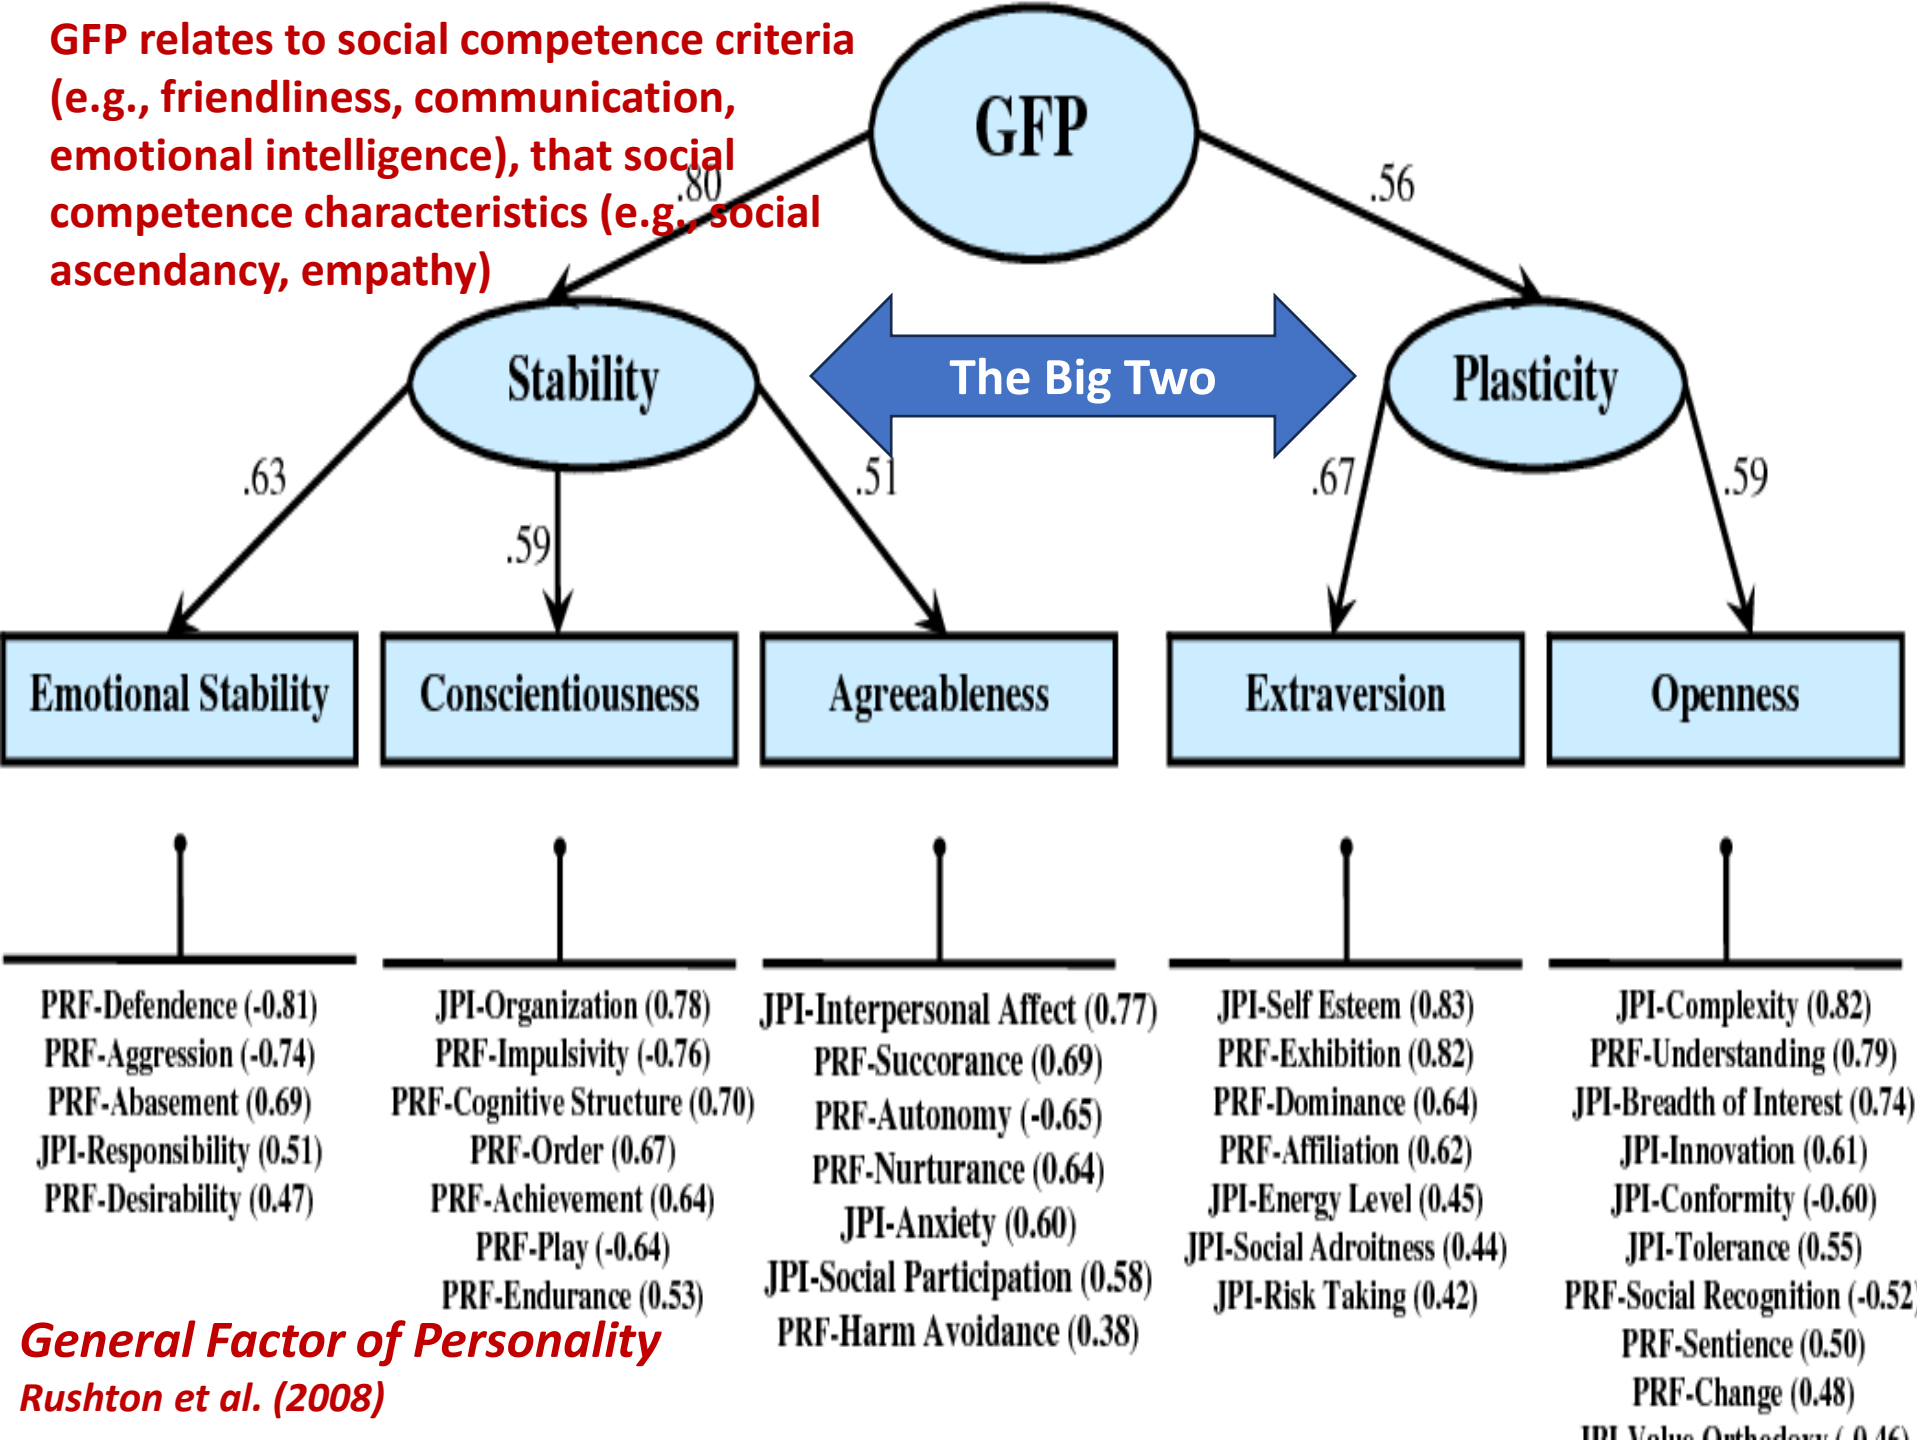 GFP relates to social competence criteria
(e.g., friendliness, communication,
emotional intelligence), that social
competence characteristics (e.g., social
ascendancy, empathy)
GFP
.80
.56
Stability
The Big Two
Plasticity
.63
.59
.51
.67
.59
Emotional Stability
Conscientiousness
Agreeableness
Extraversion
Openness
PRF-Defendence (-0.81)
PRF-Aggression (-0.74)
PRF-Abasement (0.69)
JPI-Responsibility (0.51)
PRF-Desirability (0.47)
JPI-Organization (0.78)
PRF-Impulsivity (-0.76)
PRF-Cognitive Structure (0.70)
PRF-Order (0.67)
PRF-Achievement (0.64)
PRF-Play (-0.64)
PRF-Endurance (0.53)
JPI-Interpersonal Affect (0.77)
PRF-Succorance (0.69)
PRF-Autonomy (-0.65)
PRF-Nurturance (0.64)
JPI-Anxiety (0.60)
JPI-Social Participation (0.58)
PRF-Harm Avoidance (0.38)
JPI-Self Esteem (0.83)
PRF-Exhibition (0.82)
PRF-Dominance (0.64)
PRF-Affiliation (0.62)
JPI-Energy Level (0.45)
JPI-Social Adroitness (0.44)
JPI-Risk Taking (0.42)
JPI-Complexity (0.82)
PRF-Understanding (0.79)
JPI-Breadth of Interest (0.74)
JPI-Innovation (0.61)
JPI-Conformity (-0.60)
JPI-Tolerance (0.55)
PRF-Social Recognition (-0.52)
PRF-Sentience (0.50)
PRF-Change (0.48)
JPI-Value Orthodoxy (-0.46)
General Factor of Personality
Rushton et al. (2008)